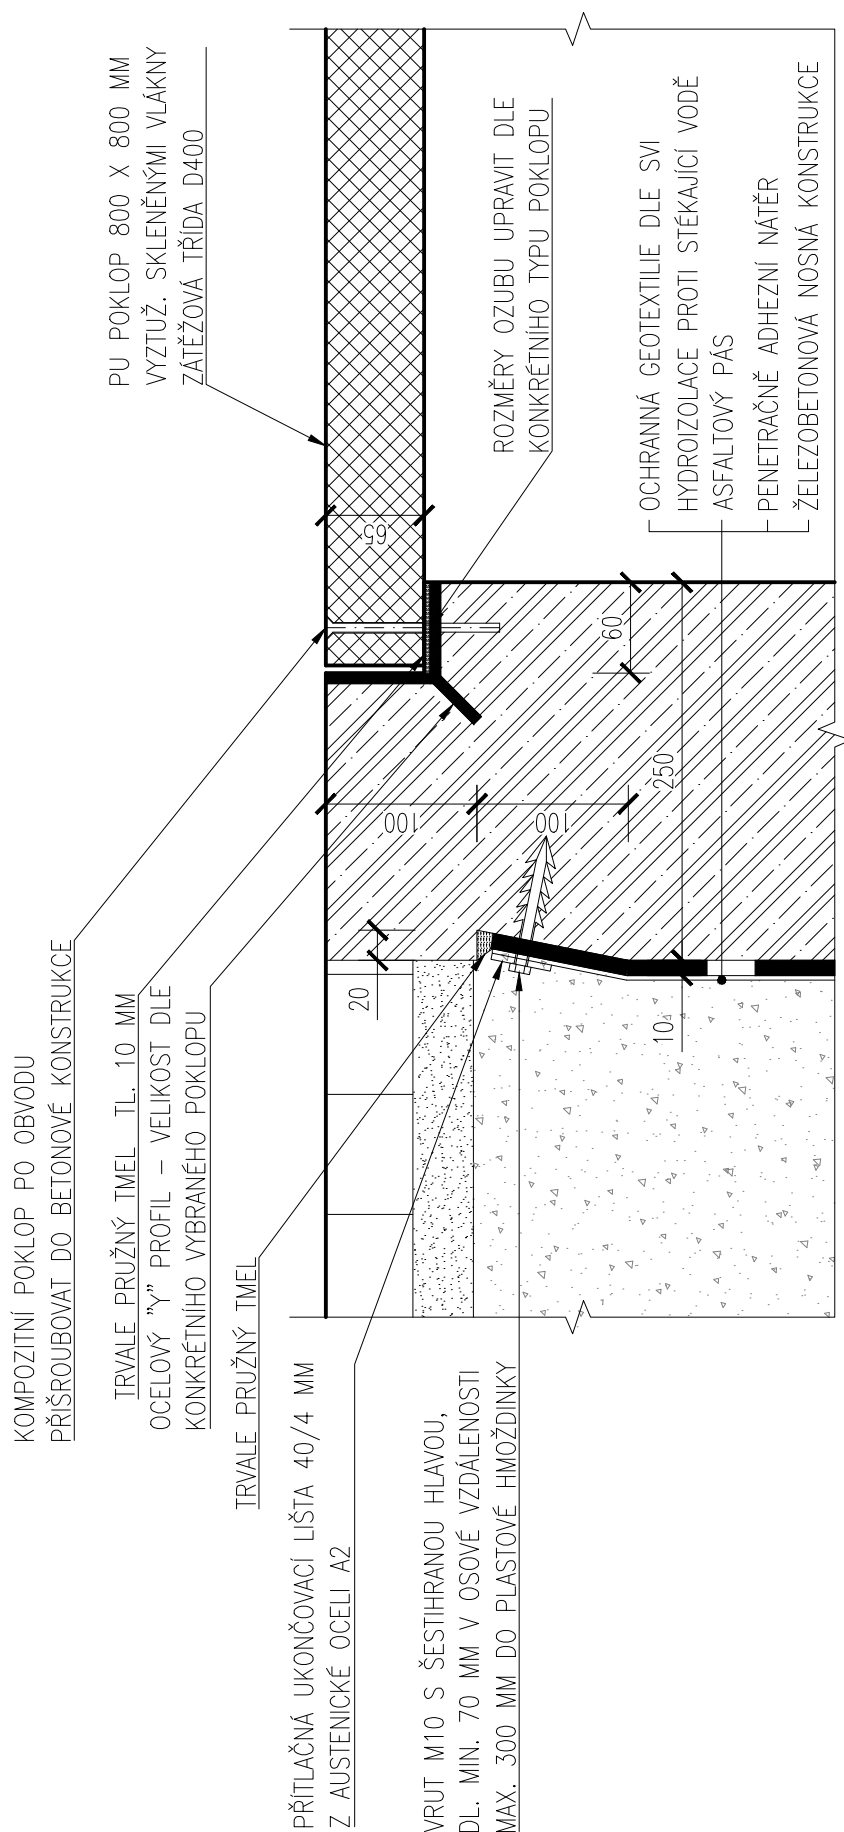 KOMPOZITNÍ POKLOP PO OBVODU
PŘIŠROUBOVAT DO BETONOVÉ KONSTRUKCE
TRVALE PRUŽNÝ TMEL TL. 10 MM
OCELOVÝ "Y" PROFIL – VELIKOST DLE
KONKRÉTNÍHO VYBRANÉHO POKLOPU
TRVALE PRUŽNÝ TMEL
PŘÍTLAČNÁ UKONČOVACÍ LIŠTA 40/4 MM
Z AUSTENICKÉ OCELI A2
VRUT M10 S ŠESTIHRANOU HLAVOU,
DL. MIN. 70 MM V OSOVÉ VZDÁLENOSTI
MAX. 300 MM DO PLASTOVÉ HMOŽDINKY
PU POKLOP 800 X 800 MM
VYZTUŽ. SKLENĚNÝMI VLÁKNY
ZÁTĚŽOVÁ TŘÍDA D400
ROZMĚRY OZUBU UPRAVIT DLE
KONKRÉTNÍHO TYPU POKLOPU
OCHRANNÁ GEOTEXTILIE DLE SVI
HYDROIZOLACE PROTI STÉKAJÍCÍ VODĚ
ASFALTOVÝ PÁS
PENETRAČNĚ ADHEZNÍ NÁTĚR
ŽELEZOBETONOVÁ NOSNÁ KONSTRUKCE
65
60
250
100
100
20
10